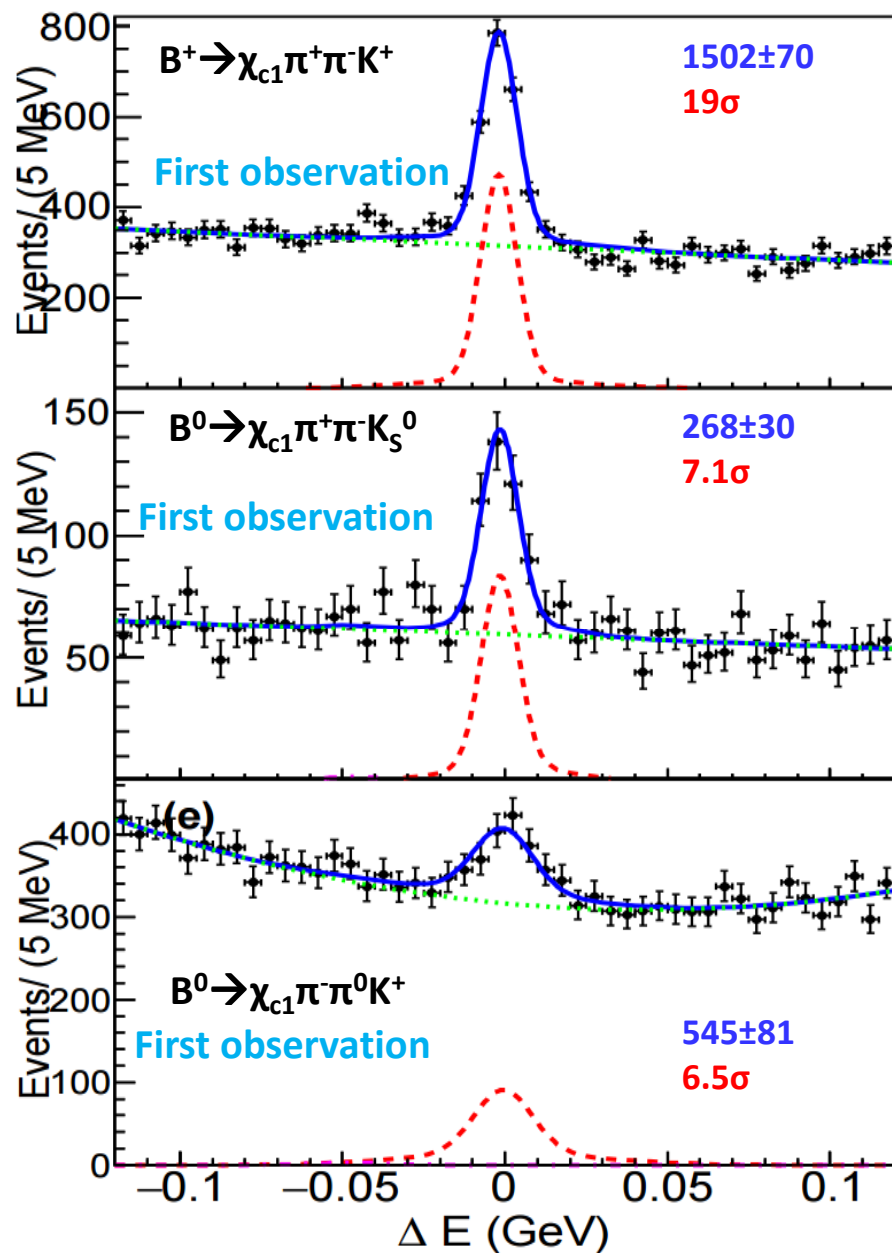 800
B⁺→χc1π⁺π⁻K⁺
1502±70
19σ
600
First observation
400
200
Events/ (5 MeV)
150
B⁰→χc1π⁺π⁻KS⁰
268±30
7.1σ
First observation
100
50
Events/ (5 MeV)
(e)
400
300
200
B⁰→χc1π⁻π⁰K⁺
First observation
545±81
6.5σ
100
0
Events/ (5 MeV)
−0.1 −0.05 0 0.05 0.1
Δ E (GeV)